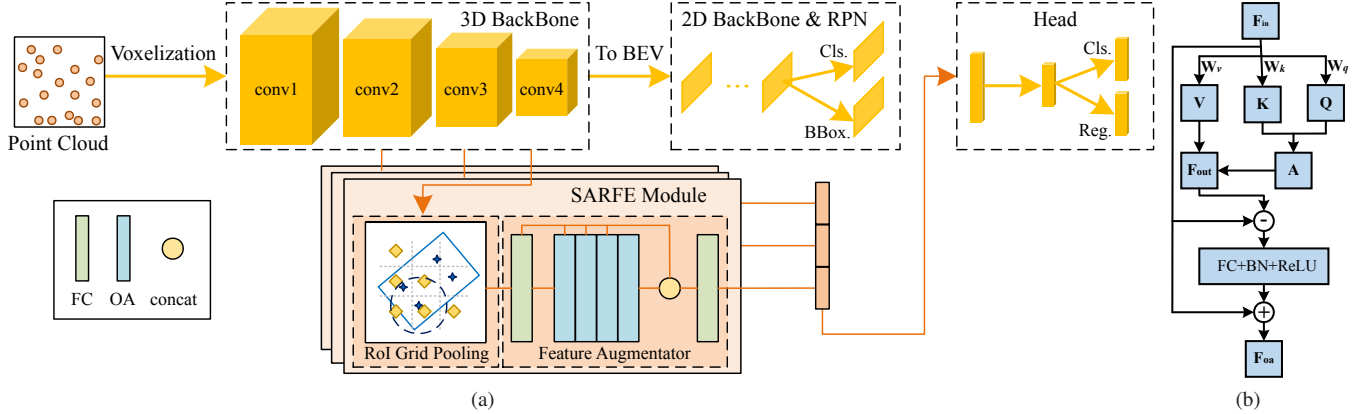 3D BackBone
2D BackBone & RPN
Head
Voxelization
To BEV
Cls.
BBox.
Cls.
Reg.
conv1
conv2
conv3
conv4
...
Point Cloud
SARFE Module
RoI Grid Pooling
Feature Augmentator
FC
OA
concat
(a)
F_in
W_v
W_k
W_q
V
K
Q
F_out
A
-
FC+BN+ReLU
+
F_oa
(b)